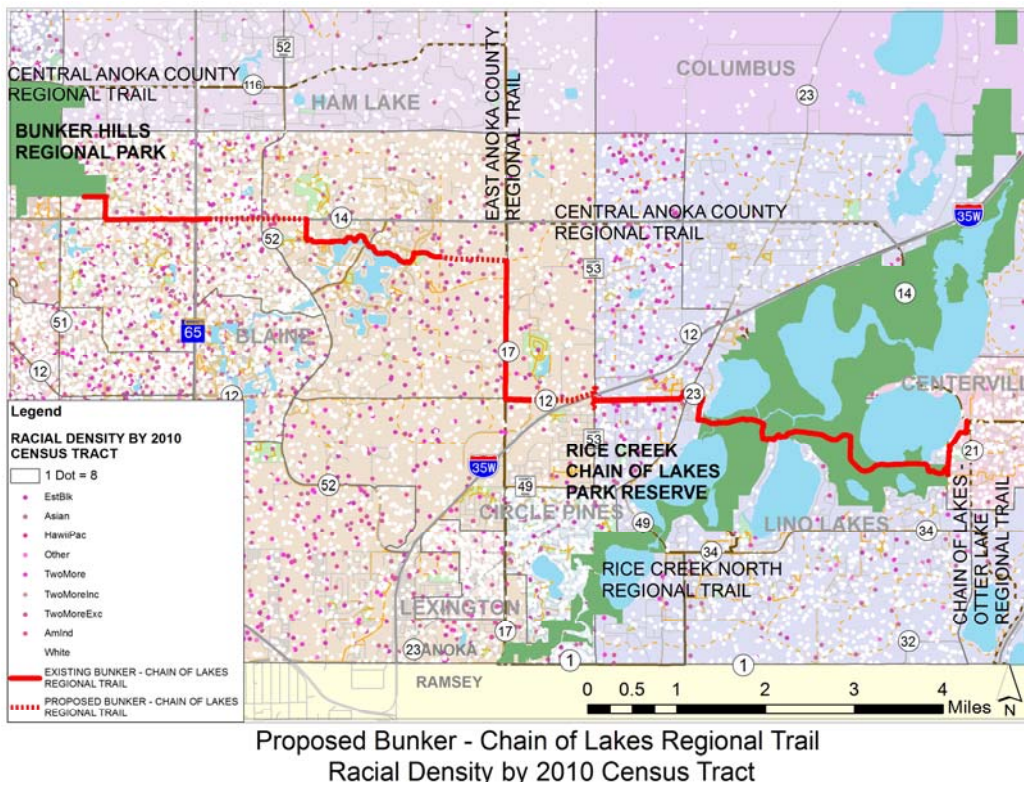 52
CENTRAL ANOKA COUNTY
REGIONAL TRAIL
116
HAM LAKE
COLUMBUS
23
EAST ANOKA COUNTY
REGIONAL TRAIL
BUNKER HILLS
REGIONAL PARK
14
52
CENTRAL ANOKA COUNTY
REGIONAL TRAIL
35W
53
14
51
65
BLAINE
12
12
17
12
12
23
CENTERVIL
Legend
RACIAL DENSITY BY 2010
CENSUS TRACT
1 Dot = 8
EstBlk
Asian
HawiiPac
Other
TwoMore
TwoMoreInc
TwoMoreExc
AmInd
White
EXISTING BUNKER - CHAIN OF LAKES
REGIONAL TRAIL
PROPOSED BUNKER - CHAIN OF LAKES
REGIONAL TRAIL
53
RICE CREEK
CHAIN OF LAKES
PARK RESERVE
21
35W
52
49
CIRCLE PINES
49
LINO LAKES
34
34
CHAIN OF LAKES -
OTTER LAKE
REGIONAL TRAIL
RICE CREEK NORTH
REGIONAL TRAIL
LEXINGTON
17
23
ANOKA
RAMSEY
1
1
32
0 0.5 1 2 3 4
Miles
N
Proposed Bunker - Chain of Lakes Regional Trail
Racial Density by 2010 Census Tract